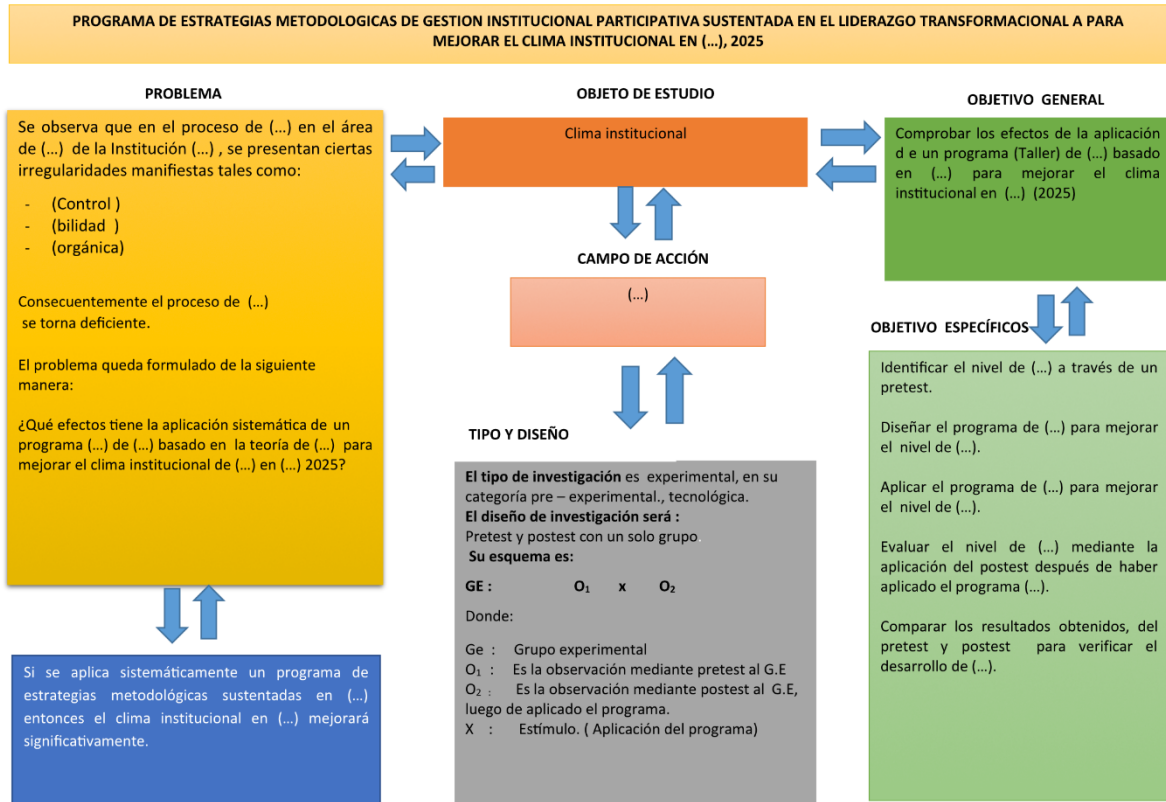 PROGRAMA DE ESTRATEGIAS METODOLOGICAS DE GESTION INSTITUCIONAL PARTICIPATIVA SUSTENTADA EN EL LIDERAZGO TRANSFORMACIONAL A PARA
MEJORAR EL CLIMA INSTITUCIONAL EN (...), 2025
PROBLEMA
Se observa que en el proceso de (...) en el área
de (...) de la Institución (...) , se presentan ciertas
irregularidades manifiestas tales como:
- (Control )
- (bilidad )
- (orgánica)
Consecuentemente el proceso de (...)
se torna deficiente.
El problema queda formulado de la siguiente
manera:
¿Qué efectos tiene la aplicación sistemática de un
programa (...) de (...) basado en la teoría de (...) para
mejorar el clima institucional de (...) en (...) 2025?
Si se aplica sistemáticamente un programa de
estrategias metodológicas sustentadas en (...)
entonces el clima institucional en (...) mejorará
significativamente.
OBJETO DE ESTUDIO
Clima institucional
CAMPO DE ACCIÓN
(...)
TIPO Y DISEÑO
El tipo de investigación es experimental, en su
categoría pre – experimental., tecnológica.
El diseño de investigación será :
Pretest y postest con un solo grupo.
Su esquema es:
GE : O₁ x O₂
Donde:
Ge : Grupo experimental
O₁ : Es la observación mediante pretest al G.E
O₂ : Es la observación mediante postest al G.E,
luego de aplicado el programa.
X : Estímulo. ( Aplicación del programa)
OBJETIVO GENERAL
Comprobar los efectos de la aplicación
d e un programa (Taller) de (...) basado
en (...) para mejorar el clima
institucional en (...) (2025)
OBJETIVO ESPECÍFICOS
Identificar el nivel de (...) a través de un
pretest.
Diseñar el programa de (...) para mejorar
el nivel de (...).
Aplicar el programa de (...) para mejorar
el nivel de (...).
Evaluar el nivel de (...) mediante la
aplicación del postest después de haber
aplicado el programa (...).
Comparar los resultados obtenidos, del
pretest y postest para verificar el
desarrollo de (...).